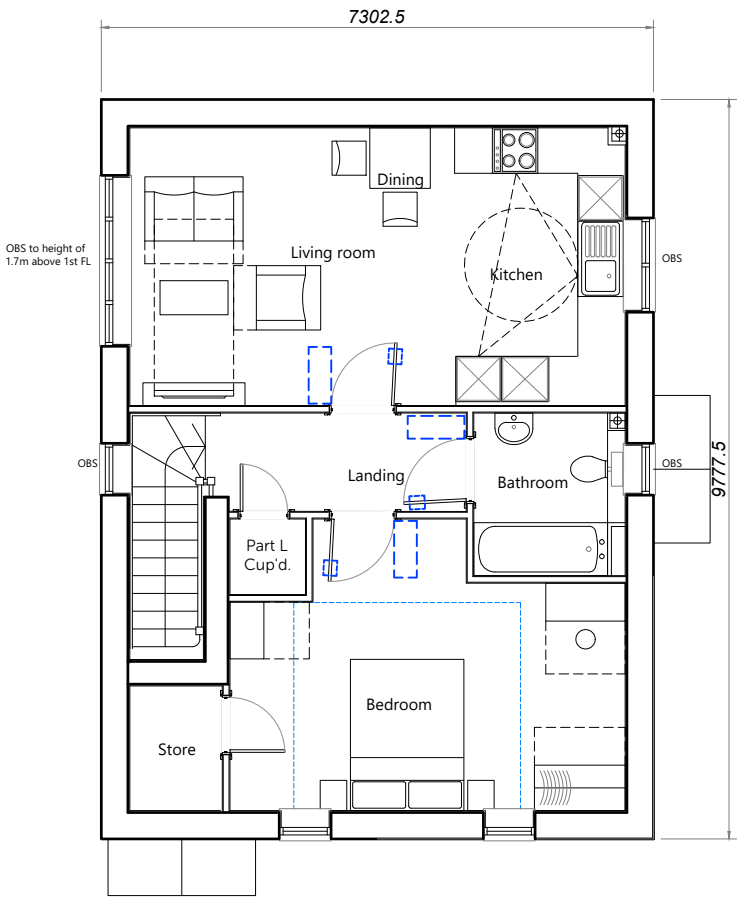 7302.5
Dining
OBS to height of
1.7m above 1st FL
Living room
OBS
Kitchen
OBS
Landing
Bathroom
OBS
9777.5
Part L
Cup'd.
Bedroom
Store